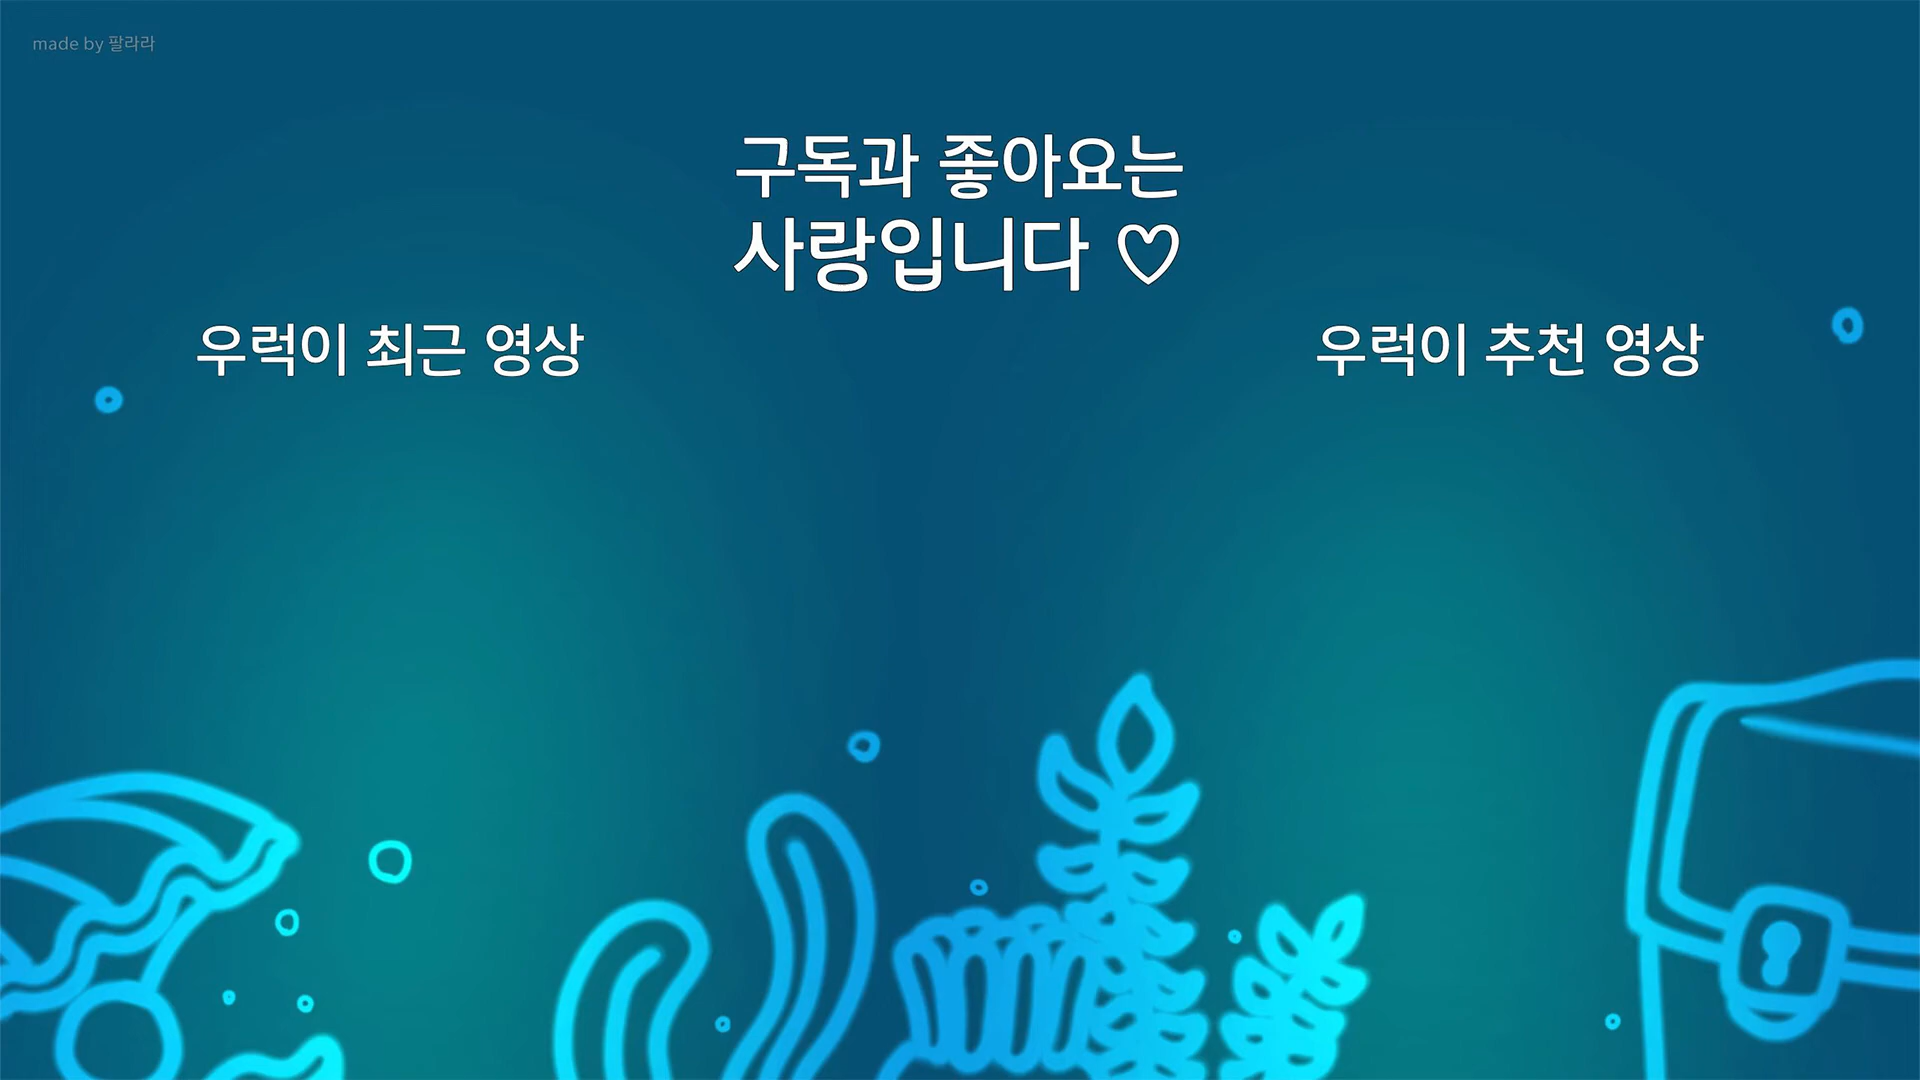 made by 팔라라
구독과 좋아요는
사랑입니다 ♡
우럭이 최근 영상
우럭이 추천 영상